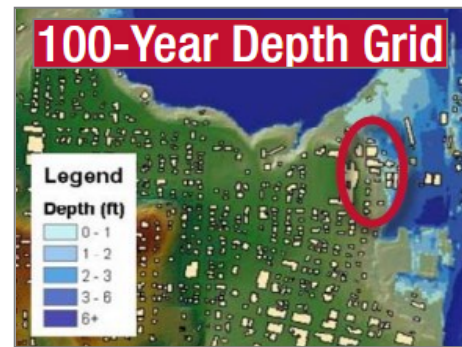 100-Year Depth Grid
Legend
Depth (ft)
0 - 1
1 - 2
2 - 3
3 - 6
6+